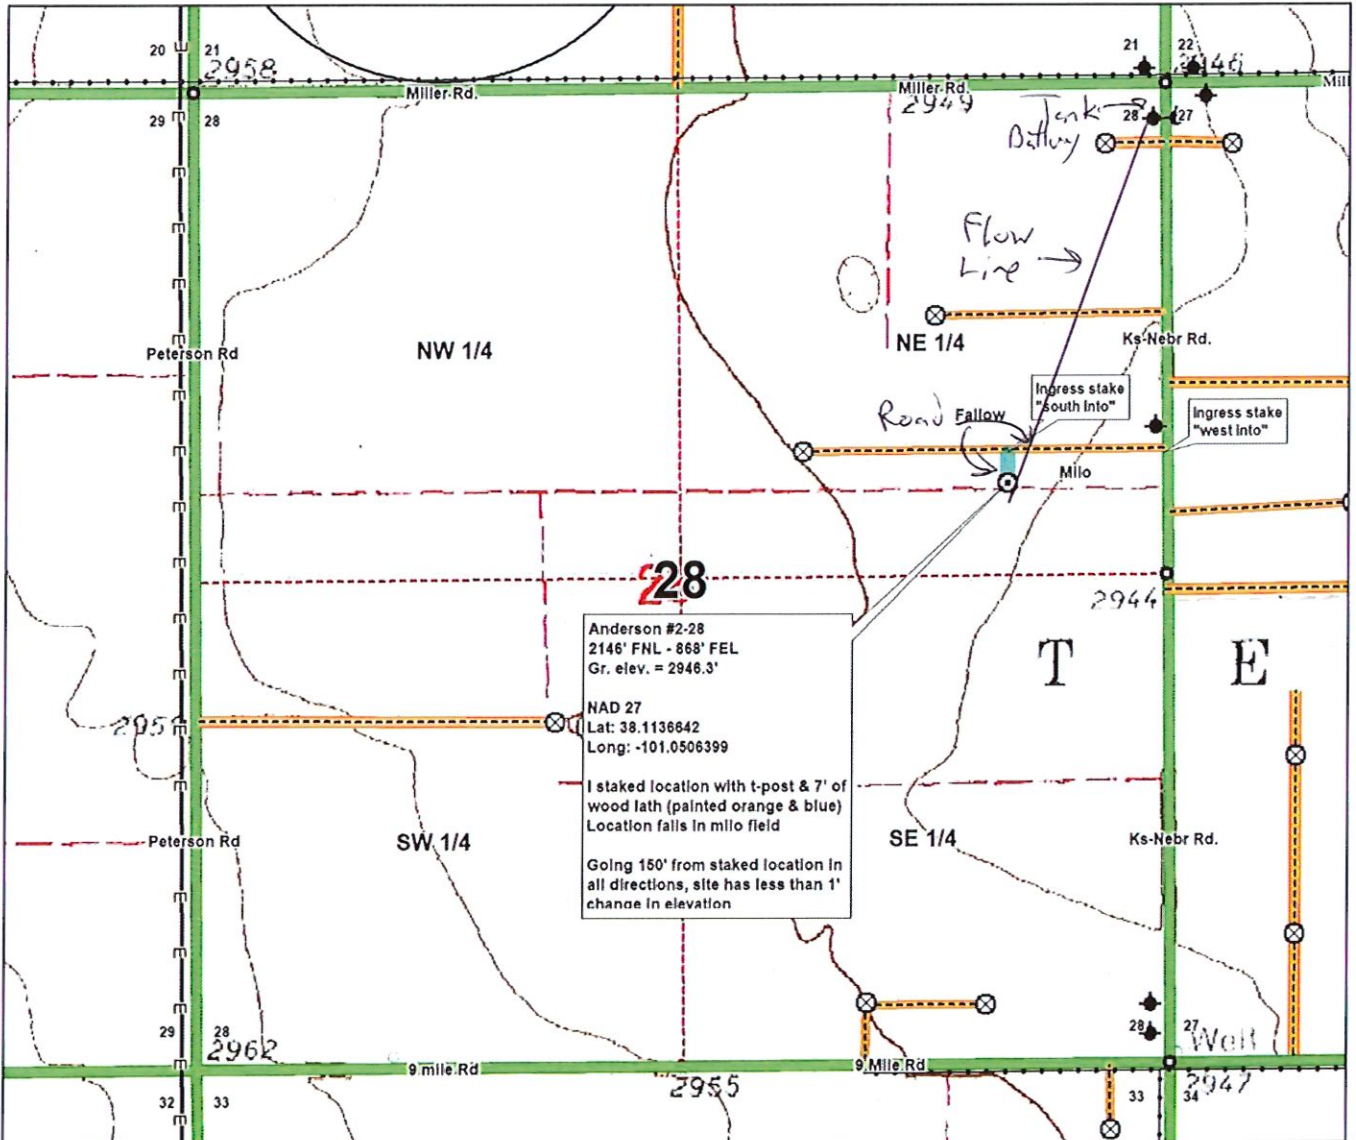 20
21
2958
21
22
2946
Miller Rd.
Miller Rd.
Mill
2949
29
28
Tank
Battery
28
27
Flow
Line
Peterson Rd
NW 1/4
NE 1/4
Ks-Nebr Rd.
Ingress stake
"south into"
Ingress stake
"west into"
Road
Fallow
Milo
28
2944
Anderson #2-28
2146' FNL - 868' FEL
Gr. elev. = 2946.3'
NAD 27
Lat: 38.1136642
Long: -101.0506399
I staked location with t-post & 7' of
wood lath (painted orange & blue)
Location falls in milo field
Going 150' from staked location in
all directions, site has less than 1'
change in elevation
T E
295
Peterson Rd
SW 1/4
SE 1/4
Ks-Nebr Rd.
29
28
2962
28
27
Well
9 mile Rd
9 Mile Rd
2955
2947
32
33
33
34